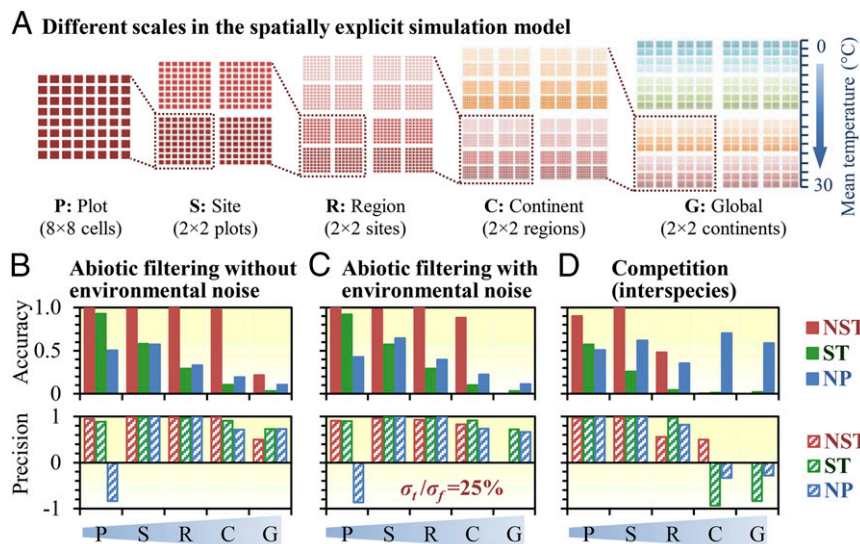 A Different scales in the spatially explicit simulation model
0
30
Mean temperature (°C)
P: Plot
(8×8 cells)
S: Site
(2×2 plots)
R: Region
(2×2 sites)
C: Continent
(2×2 regions)
G: Global
(2×2 continents)
B Abiotic filtering without
environmental noise
C Abiotic filtering with
environmental noise
D Competition
(interspecies)
Accuracy
1.0
0.5
0
NST
ST
NP
Precision
1
0
-1
σt/σf=25%
NST
ST
NP
P S R C G
P S R C G
P S R C G